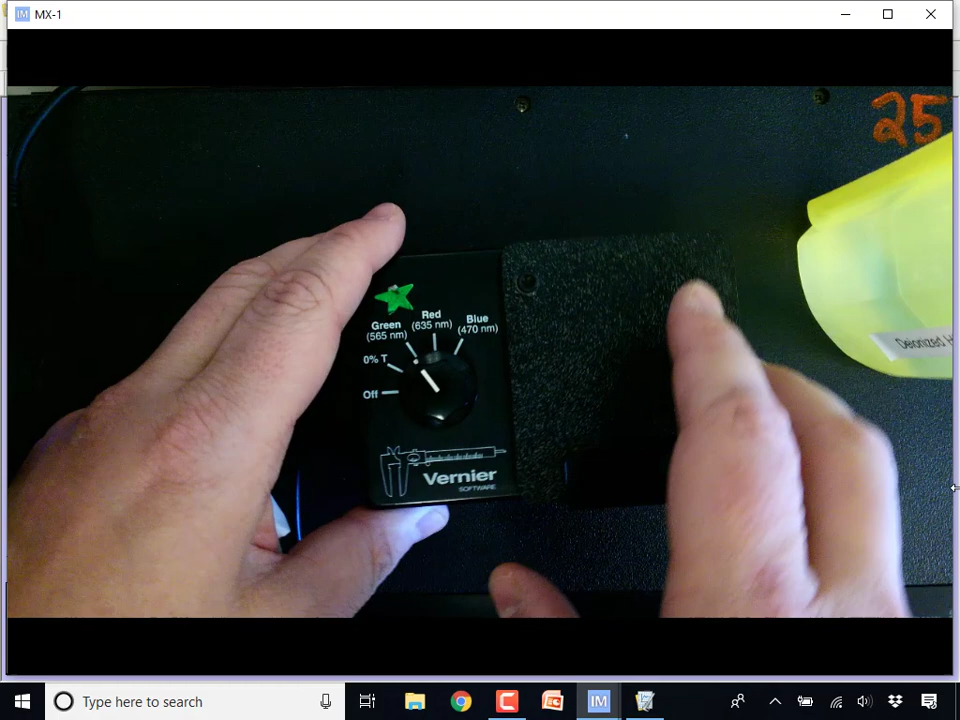 MX-1
25
Green
(565 nm)
Red
(635 nm)
Blue
(470 nm)
0% T
Off
Vernier
SOFTWARE
Deionized
Type here to search